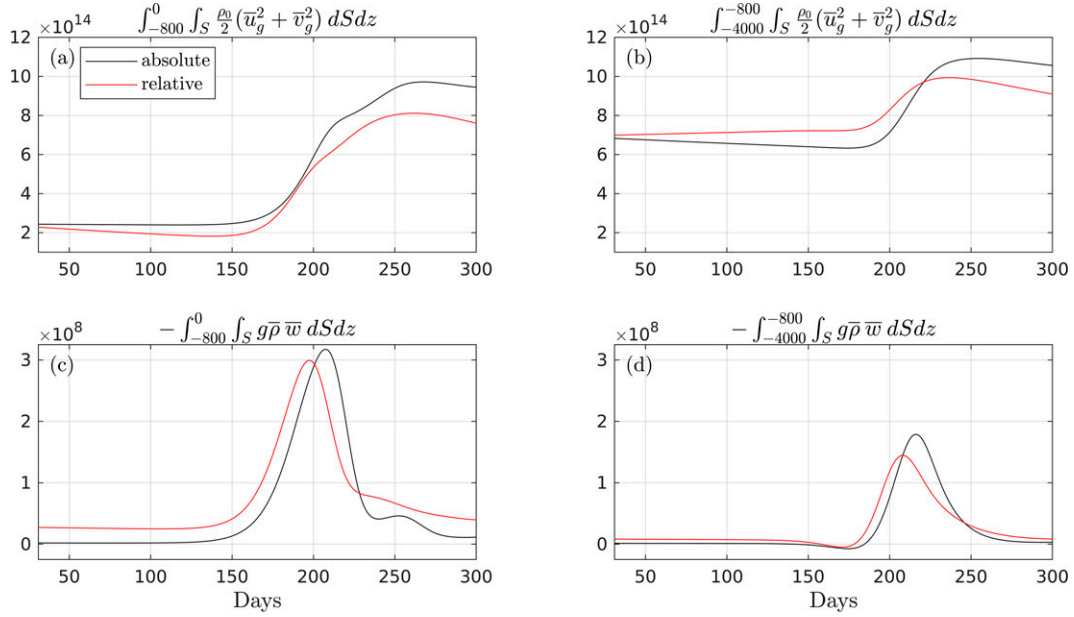 ×10^14 ∫_{-800}^{0} ∫_S ρ_0/2 (ū_g^2 + v̄_g^2) dSdz
(a)
absolute
relative
12
10
8
6
4
2
50 100 150 200 250 300
×10^14 ∫_{-4000}^{-800} ∫_S ρ_0/2 (ū_g^2 + v̄_g^2) dSdz
(b)
12
10
8
6
4
2
50 100 150 200 250 300
×10^8 − ∫_{-800}^{0} ∫_S gρ̄ w̄ dSdz
(c)
3
2
1
0
50 100 150 200 250 300
Days
×10^8 − ∫_{-4000}^{-800} ∫_S gρ̄ w̄ dSdz
(d)
3
2
1
0
50 100 150 200 250 300
Days